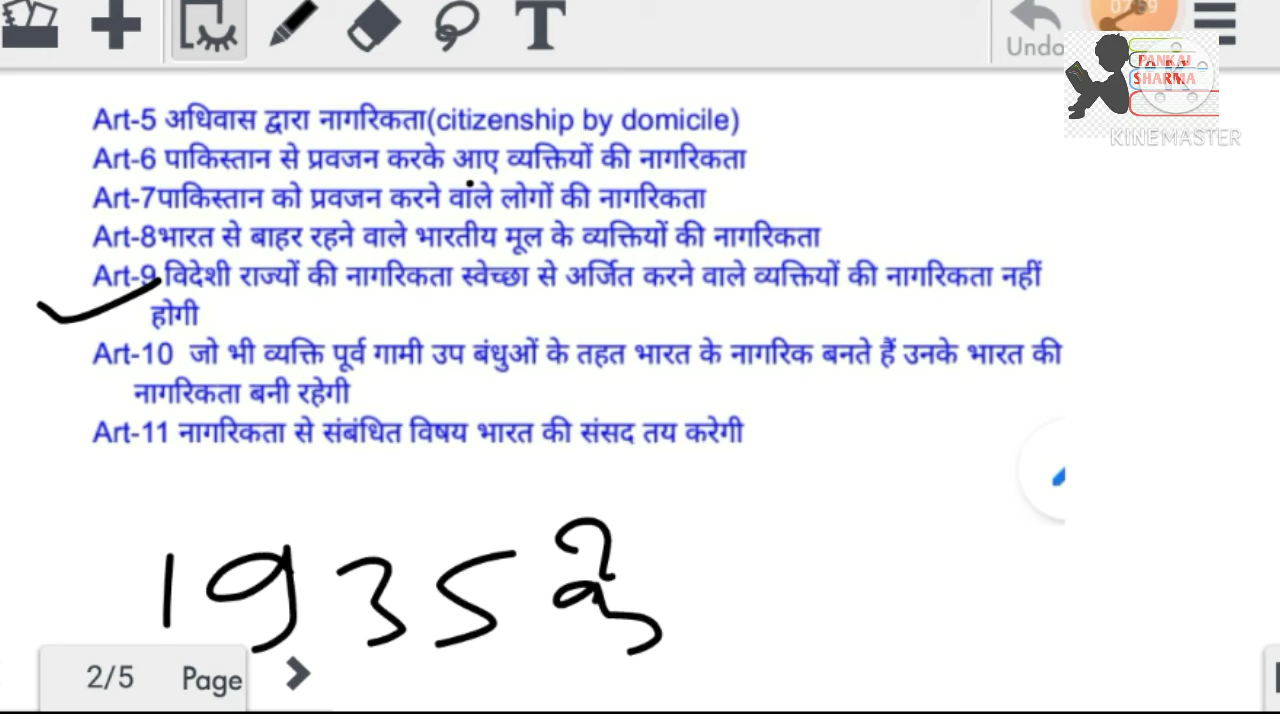 Undo
07:59
PANKAJ
SHARMA
KINEMASTER
Art-5 अधिवास द्वारा नागरिकता(citizenship by domicile)
Art-6 पाकिस्तान से प्रवजन करके आए व्यक्तियों की नागरिकता
Art-7पाकिस्तान को प्रवजन करने वाले लोगों की नागरिकता
Art-8भारत से बाहर रहने वाले भारतीय मूल के व्यक्तियों की नागरिकता
Art-9 विदेशी राज्यों की नागरिकता स्वेच्छा से अर्जित करने वाले व्यक्तियों की नागरिकता नहीं
होगी
Art-10 जो भी व्यक्ति पूर्व गामी उप बंधुओं के तहत भारत के नागरिक बनते हैं उनके भारत की
नागरिकता बनी रहेगी
Art-11 नागरिकता से संबंधित विषय भारत की संसद तय करेगी
1935
2/5 Page